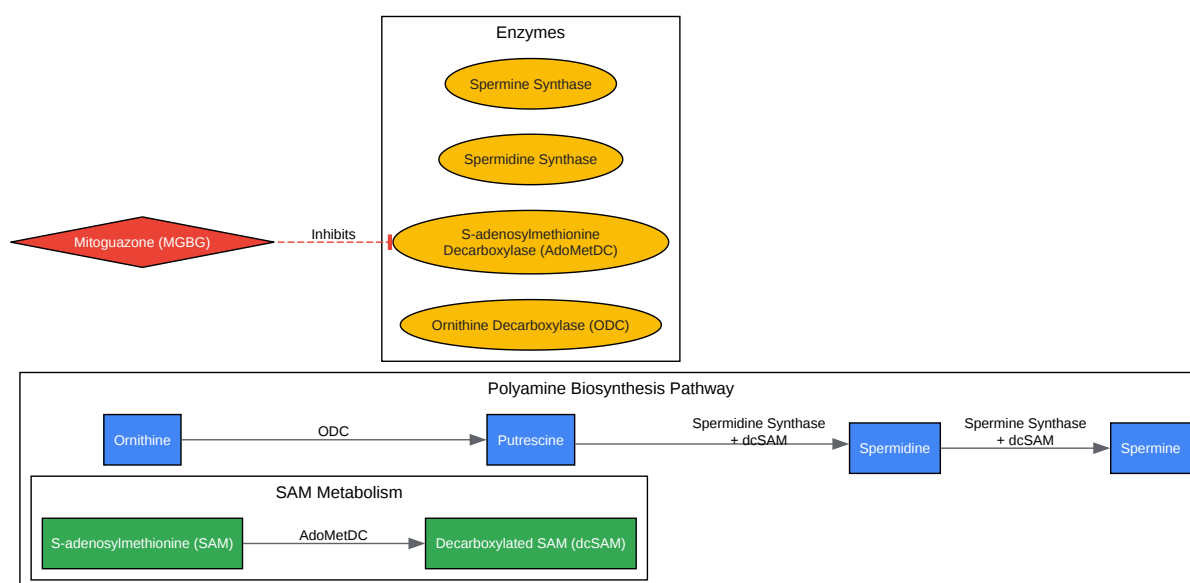 Enzymes
Spermine Synthase
Spermidine Synthase
Mitoguazone (MGBG)
Inhibits
S-adenosylmethionine
Decarboxylase (AdoMetDC)
Ornithine Decarboxylase (ODC)
Polyamine Biosynthesis Pathway
Ornithine
ODC
Putrescine
Spermidine Synthase
+ dcSAM
Spermidine
Spermine Synthase
+ dcSAM
Spermine
SAM Metabolism
S-adenosylmethionine (SAM)
AdoMetDC
Decarboxylated SAM (dcSAM)